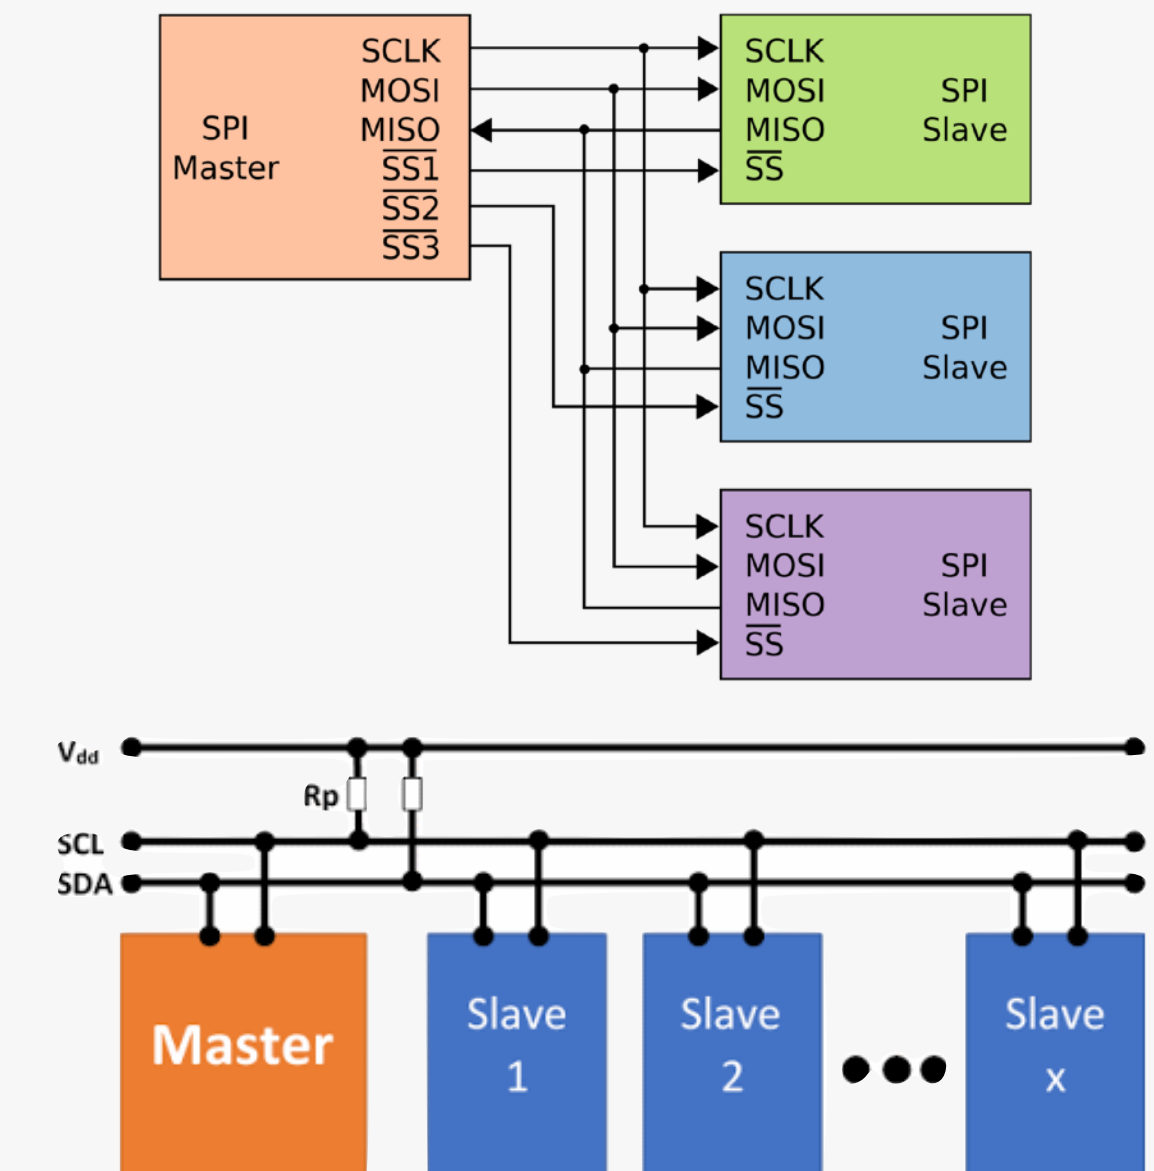 SPI
Master
SCLK
MOSI
MISO
SS1
SS2
SS3
SCLK
MOSI
MISO
SS
SPI
Slave
SCLK
MOSI
MISO
SS
SPI
Slave
SCLK
MOSI
MISO
SS
SPI
Slave
Vdd
Rp
SCL
SDA
Master
Slave
1
Slave
2
Slave
x